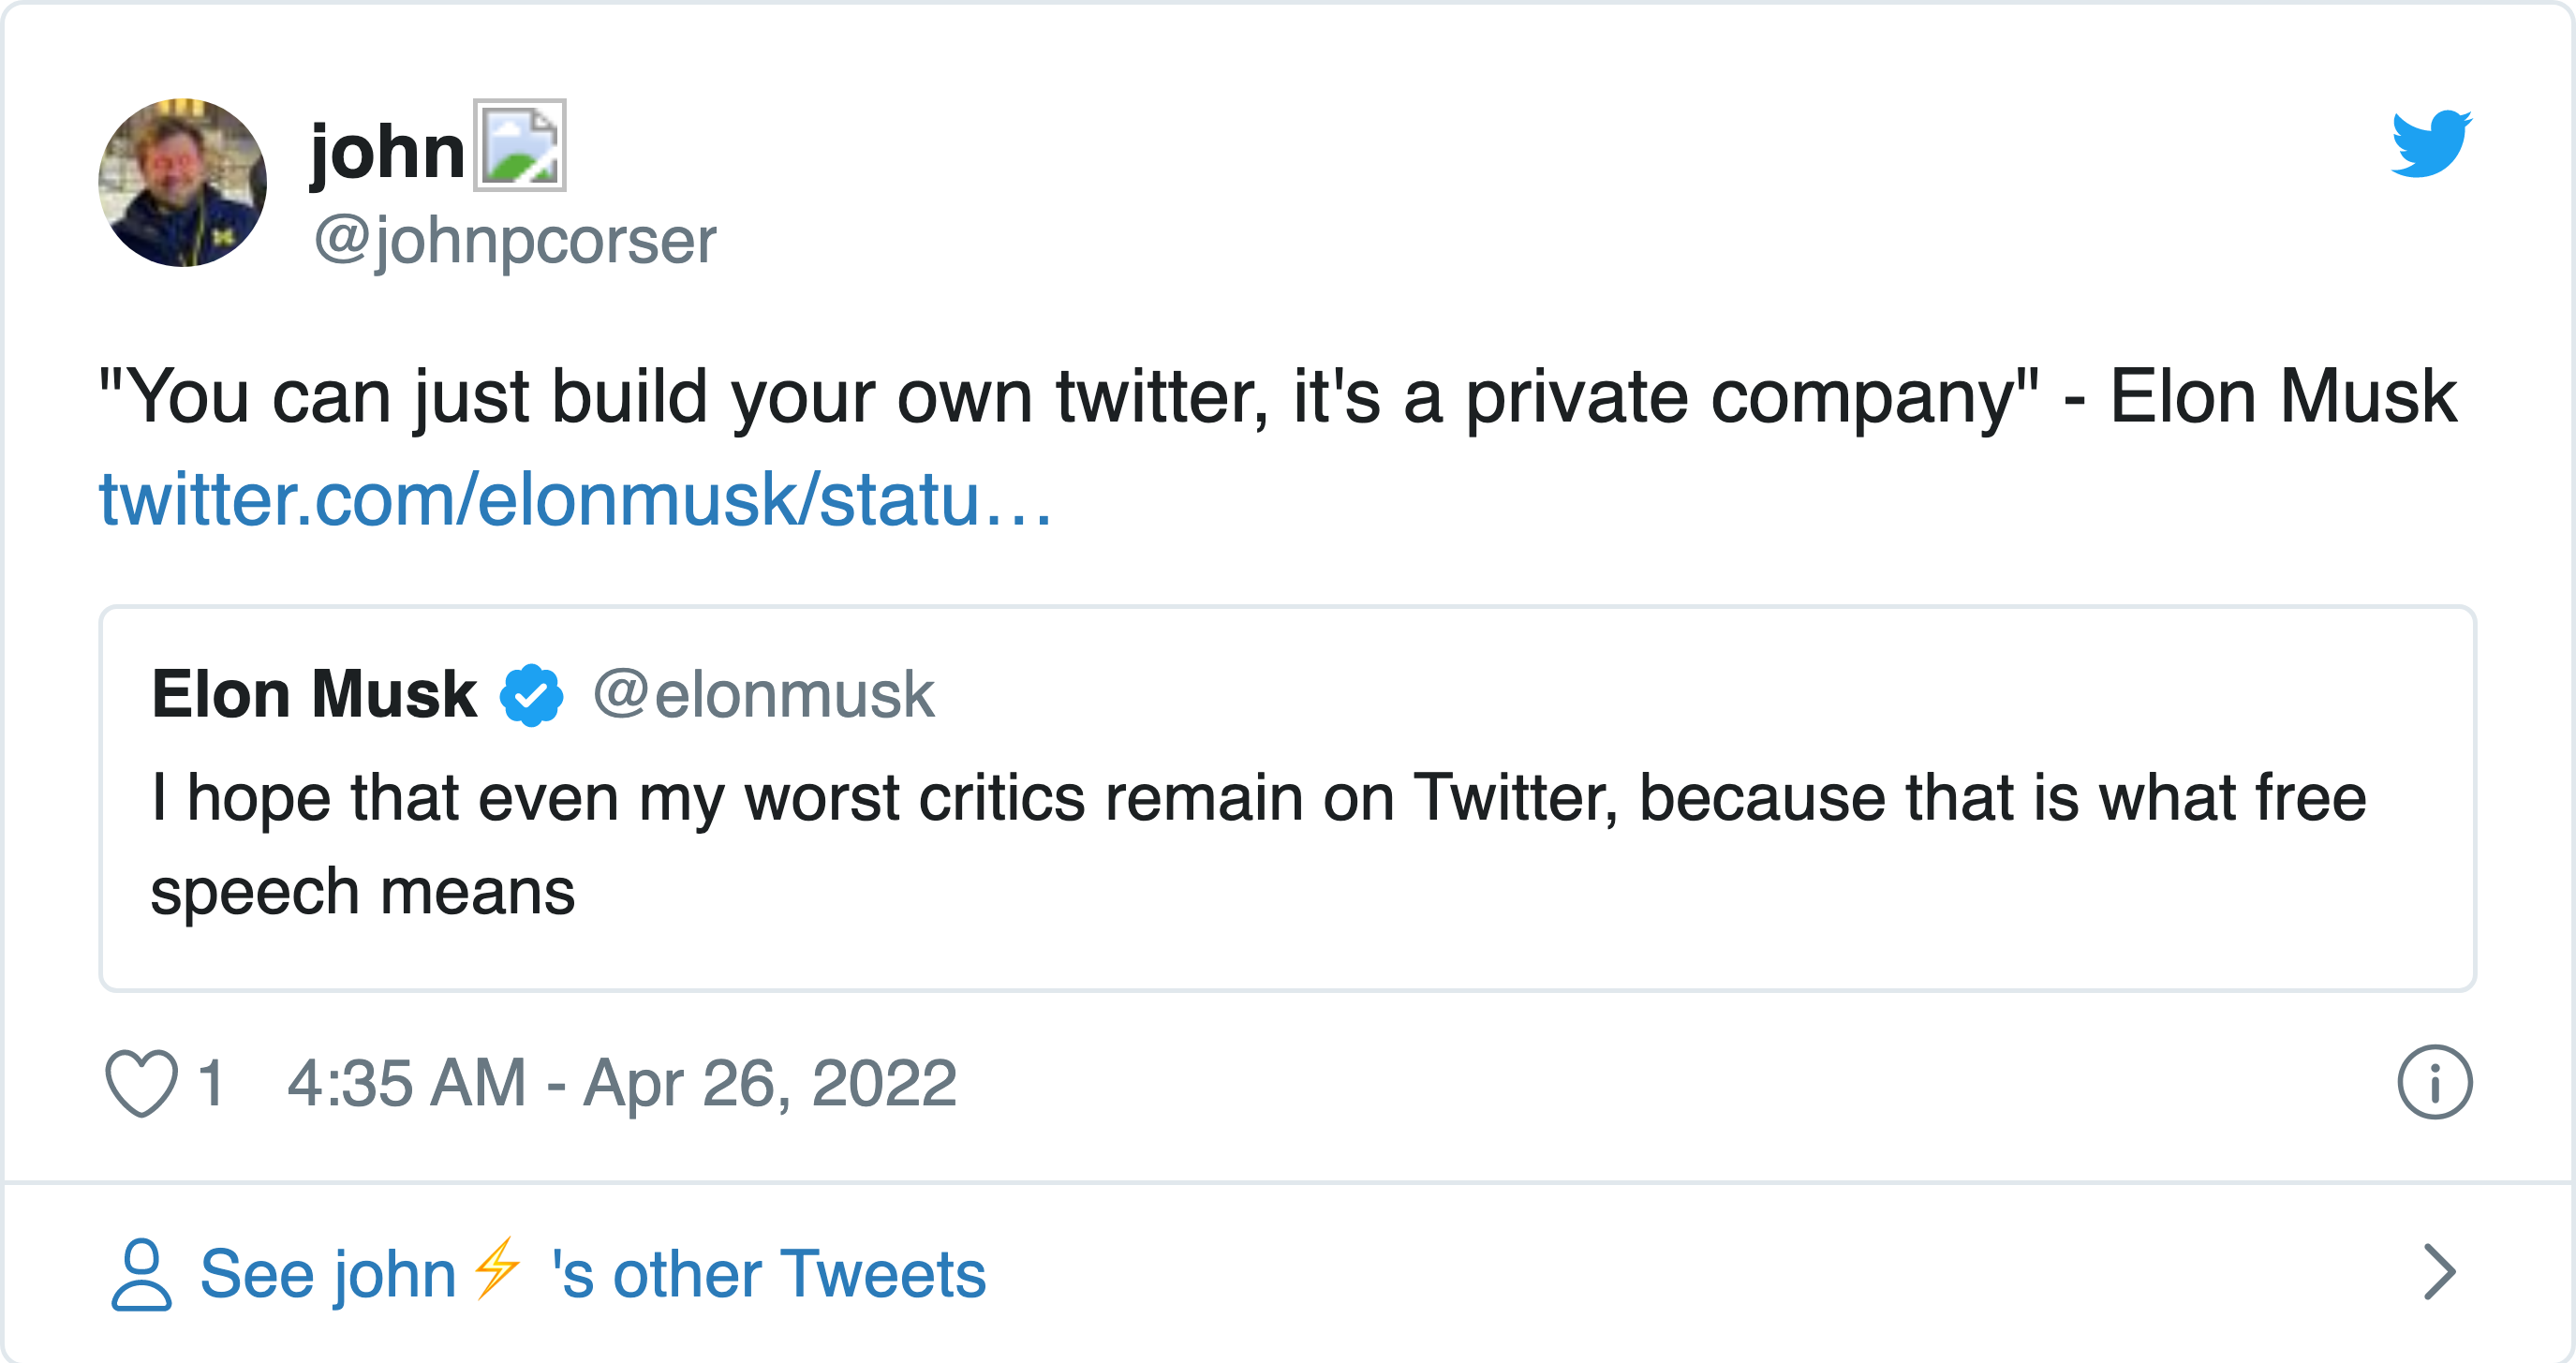 john
@johnpcorser
"You can just build your own twitter, it's a private company" - Elon Musk
twitter.com/elonmusk/statu…
Elon Musk @elonmusk
I hope that even my worst critics remain on Twitter, because that is what free
speech means
1 4:35 AM - Apr 26, 2022
See john⚡ 's other Tweets